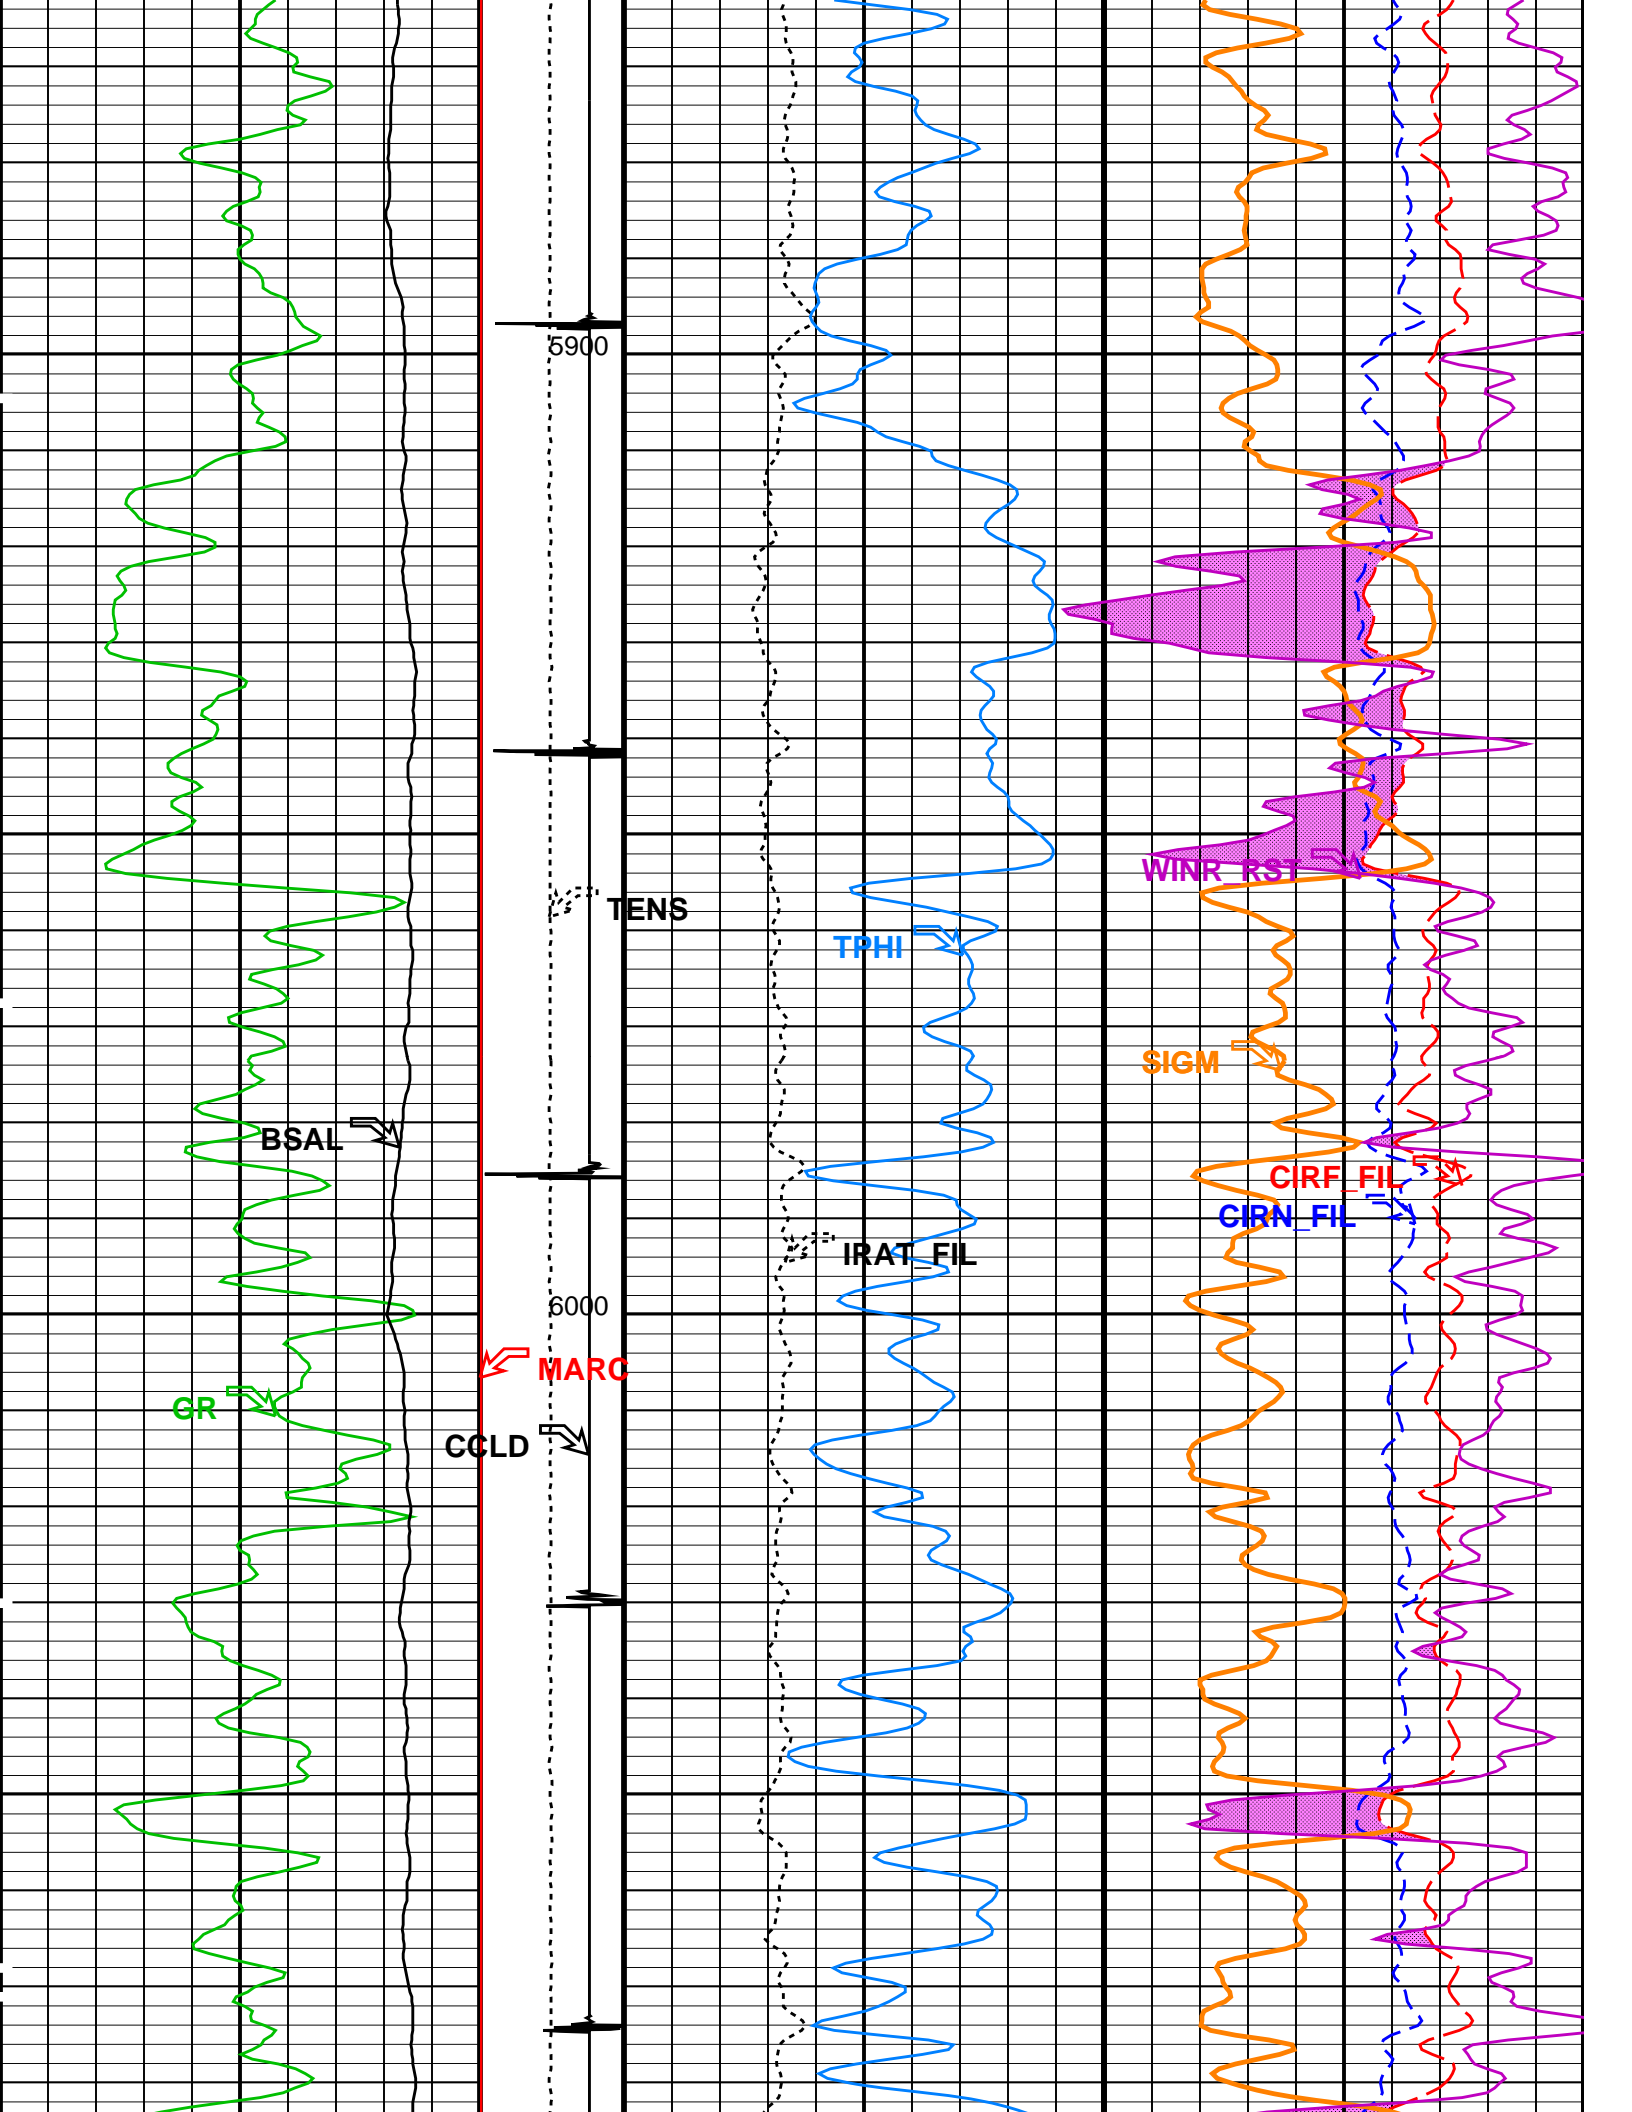 5900
WINR_RST
TENS
TPHI
SIGM
BSAL
CIRF_FIL
CIRN_FIL
IRAT_FIL
6000
MARC
GR
CCLD